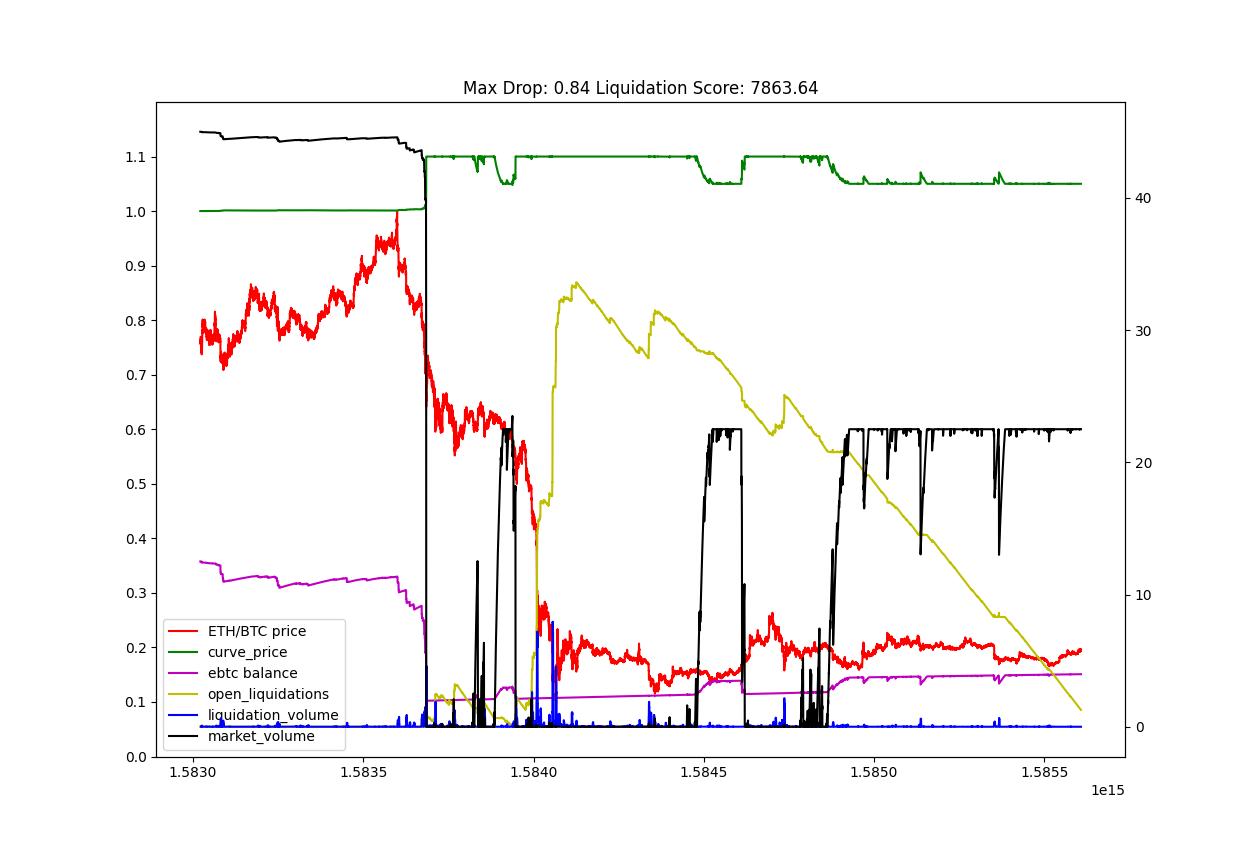 Max Drop: 0.84 Liquidation Score: 7863.64
1.1
1.0
0.9
0.8
0.7
0.6
0.5
0.4
0.3
0.2
0.1
0.0
40
30
20
10
0
ETH/BTC price
curve_price
ebtc balance
open_liquidations
liquidation_volume
market_volume
1.5830 1.5835 1.5840 1.5845 1.5850 1.5855
1e15